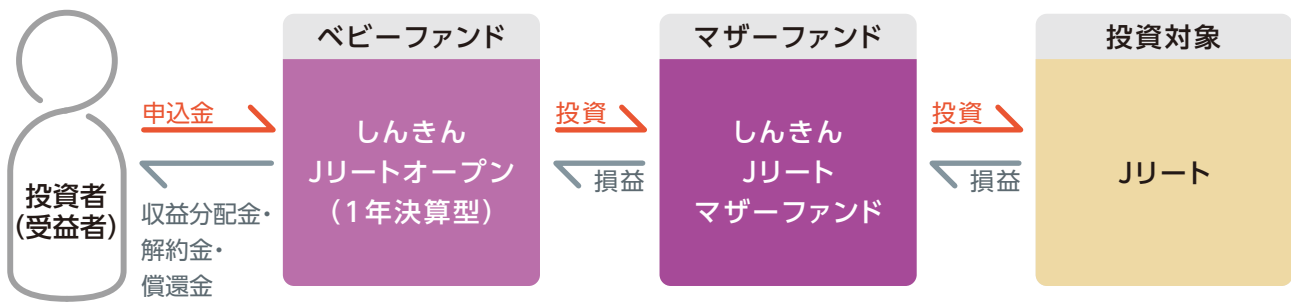 ベビーファンド
マザーファンド
投資対象
投資者
(受益者)
申込金
収益分配金・
解約金・
償還金
しんきん
Jリートオープン
(1年決算型)
投資
損益
しんきん
Jリート
マザーファンド
投資
損益
Jリート